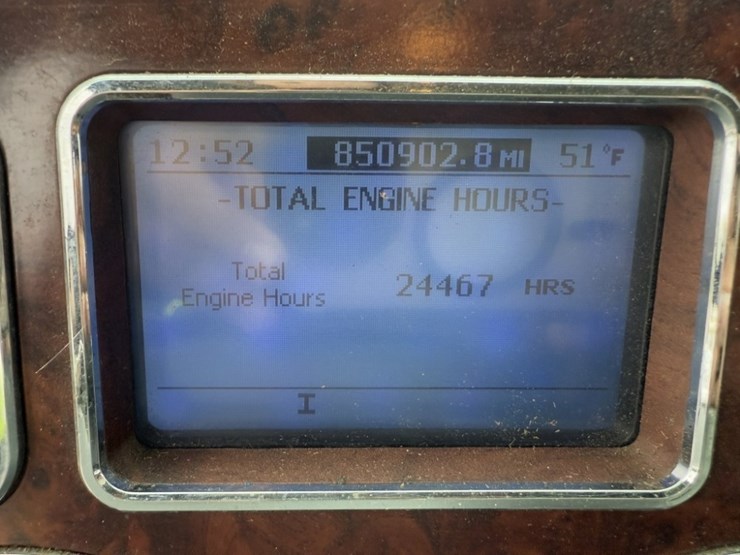 12:52 850902.8 MI 51°F
-TOTAL ENGINE HOURS-
Total
Engine Hours 24467 HRS
I